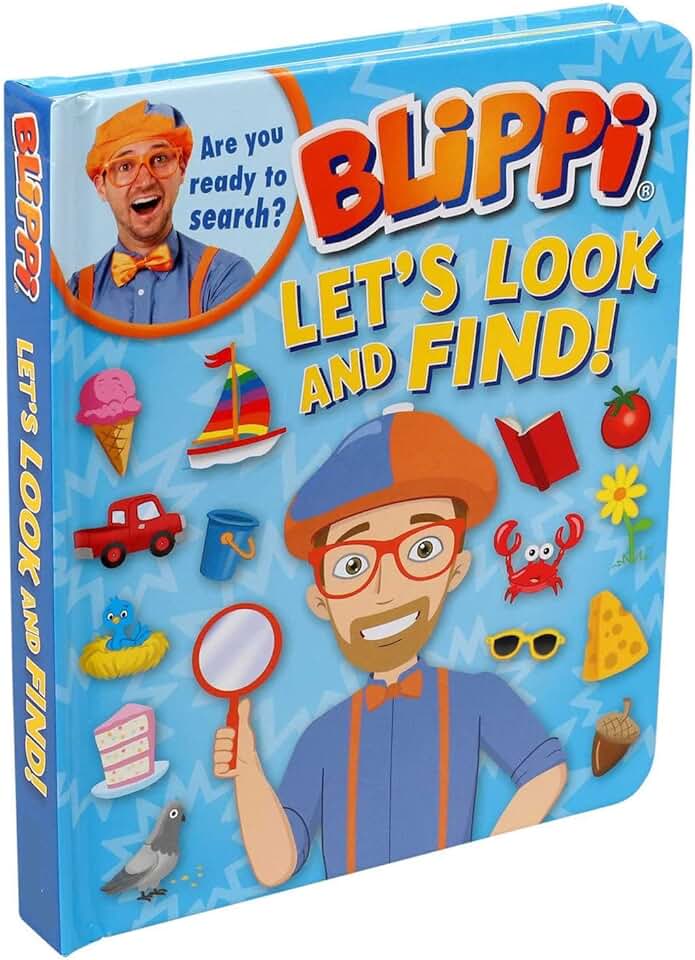 Are you
ready to
search?
BLiPPi®
LET'S LOOK
AND FIND!
BLiPPi®
LET'S LOOK AND FIND!